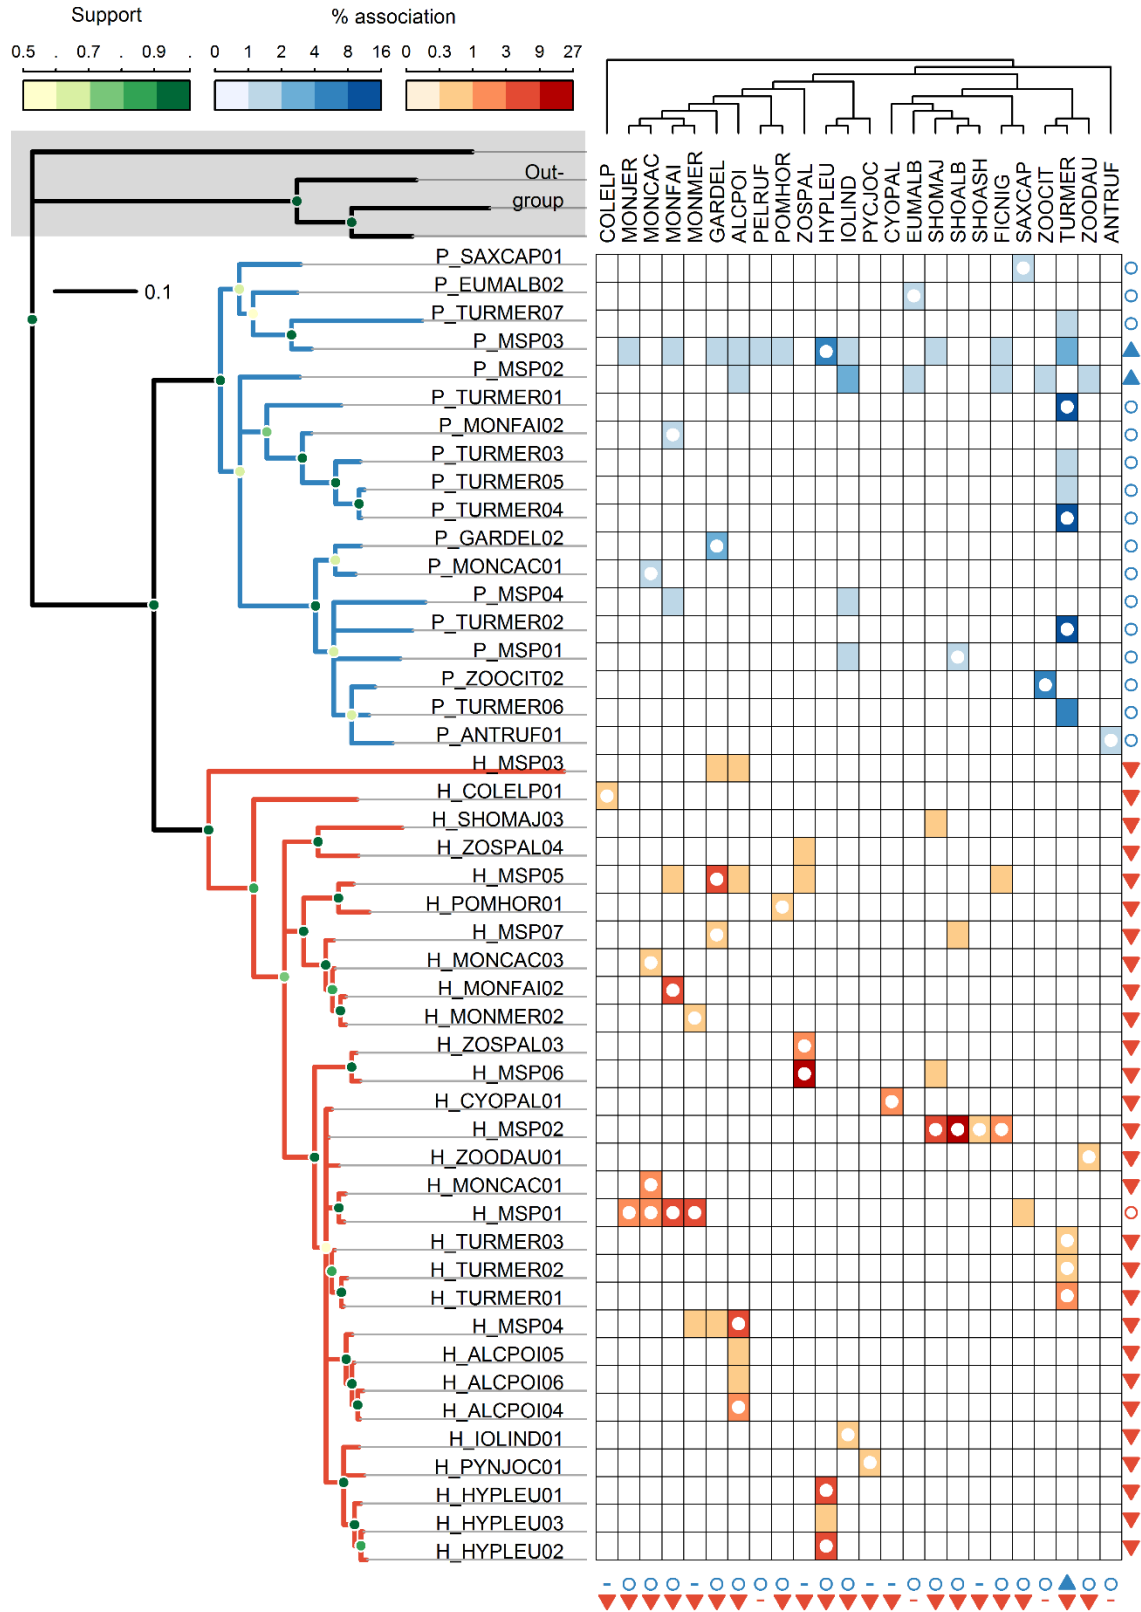 Support
% association
0.5 . 0.7 . 0.9 .
0 1 2 4 8 16
0 0.3 1 3 9 27
COLELP
MONJER
MONCAC
MONFAI
MONMER
GARDEL
ALCPOI
PELRUF
POMHOR
ZOSPAL
HYPLEU
IOLIND
PYCJOC
CYOPAL
EUMALB
SHOMAJ
SHOALB
SHOASH
FICNIG
SAXCAP
ZOOCIT
TURMER
ZOODAU
ANTRUF
Out-
group
P_SAXCAP01
P_EUMALB02
0.1
P_TURMER07
P_MSP03
P_MSP02
P_TURMER01
P_MONFAI02
P_TURMER03
P_TURMER05
P_TURMER04
P_GARDEL02
P_MONCAC01
P_MSP04
P_TURMER02
P_MSP01
P_ZOOCIT02
P_TURMER06
P_ANTRUF01
H_MSP03
H_COLELP01
H_SHOMAJ03
H_ZOSPAL04
H_MSP05
H_POMHOR01
H_MSP07
H_MONCAC03
H_MONFAI02
H_MONMER02
H_ZOSPAL03
H_MSP06
H_CYOPAL01
H_MSP02
H_ZOODAU01
H_MONCAC01
H_MSP01
H_TURMER03
H_TURMER02
H_TURMER01
H_MSP04
H_ALCPOI05
H_ALCPOI06
H_ALCPOI04
H_IOLIND01
H_PYNJOC01
H_HYPLEU01
H_HYPLEU03
H_HYPLEU02